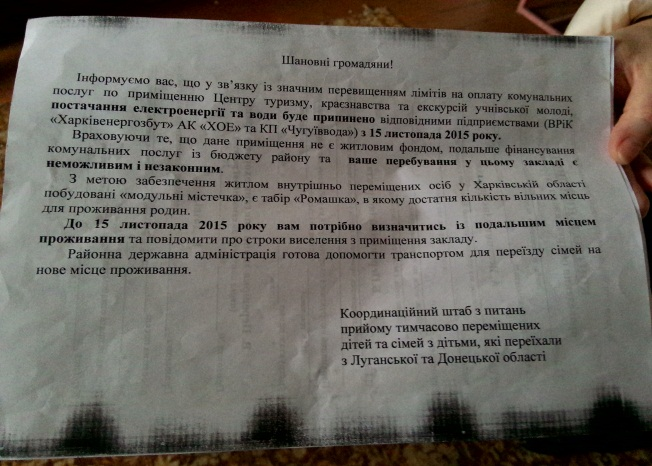 Шановні громадяни!
Інформуємо вас, що у зв’язку із значним перевищенням лімітів на оплату комунальних
послуг по приміщенню Центру туризму, краєзнавства та екскурсій учнівської молоді,
постачання електроенергії та води буде припинено відповідними підприємствами (ВРіК
«Харківенергозбут» АК «ХОЕ» та КП «Чугуїввода») з 15 листопада 2015 року.
Враховуючи те, що дане приміщення не є житловим фондом, подальше фінансування
комунальних послуг із бюджету району та ваше перебування у цьому закладі є
неможливим і незаконним.
З метою забезпечення житлом внутрішньо переміщених осіб у Харківській області
побудовані «модульні містечка», є табір «Ромашка», в якому достатня кількість вільних місць
для проживання родин.
До 15 листопада 2015 року вам потрібно визначитись із подальшим місцем
проживання та повідомити про строки виселення з приміщення закладу.
Районна державна адміністрація готова допомогти транспортом для переїзду сімей на
нове місце проживання.
Координаційний штаб з питань
прийому тимчасово переміщених
дітей та сімей з дітьми, які переїхали
з Луганської та Донецької області